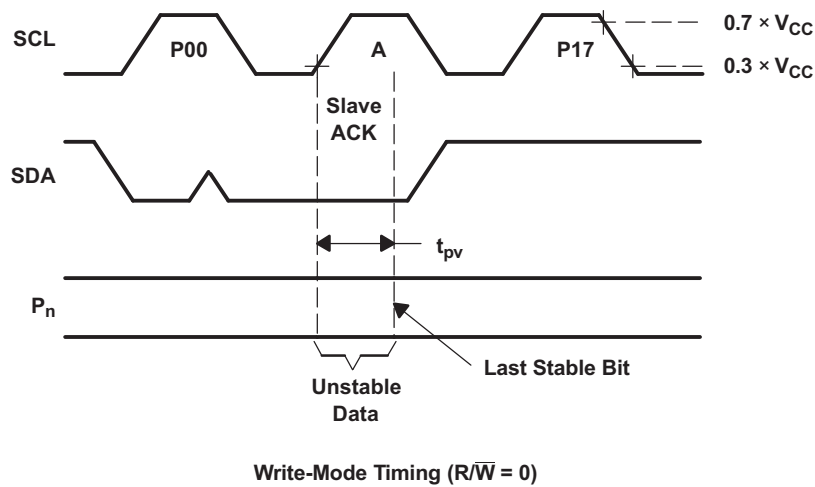 SCL
P00
A
P17
0.7 × VCC
0.3 × VCC
Slave
ACK
SDA
tpv
Pn
Last Stable Bit
Unstable
Data
Write-Mode Timing (R/W̅ = 0)